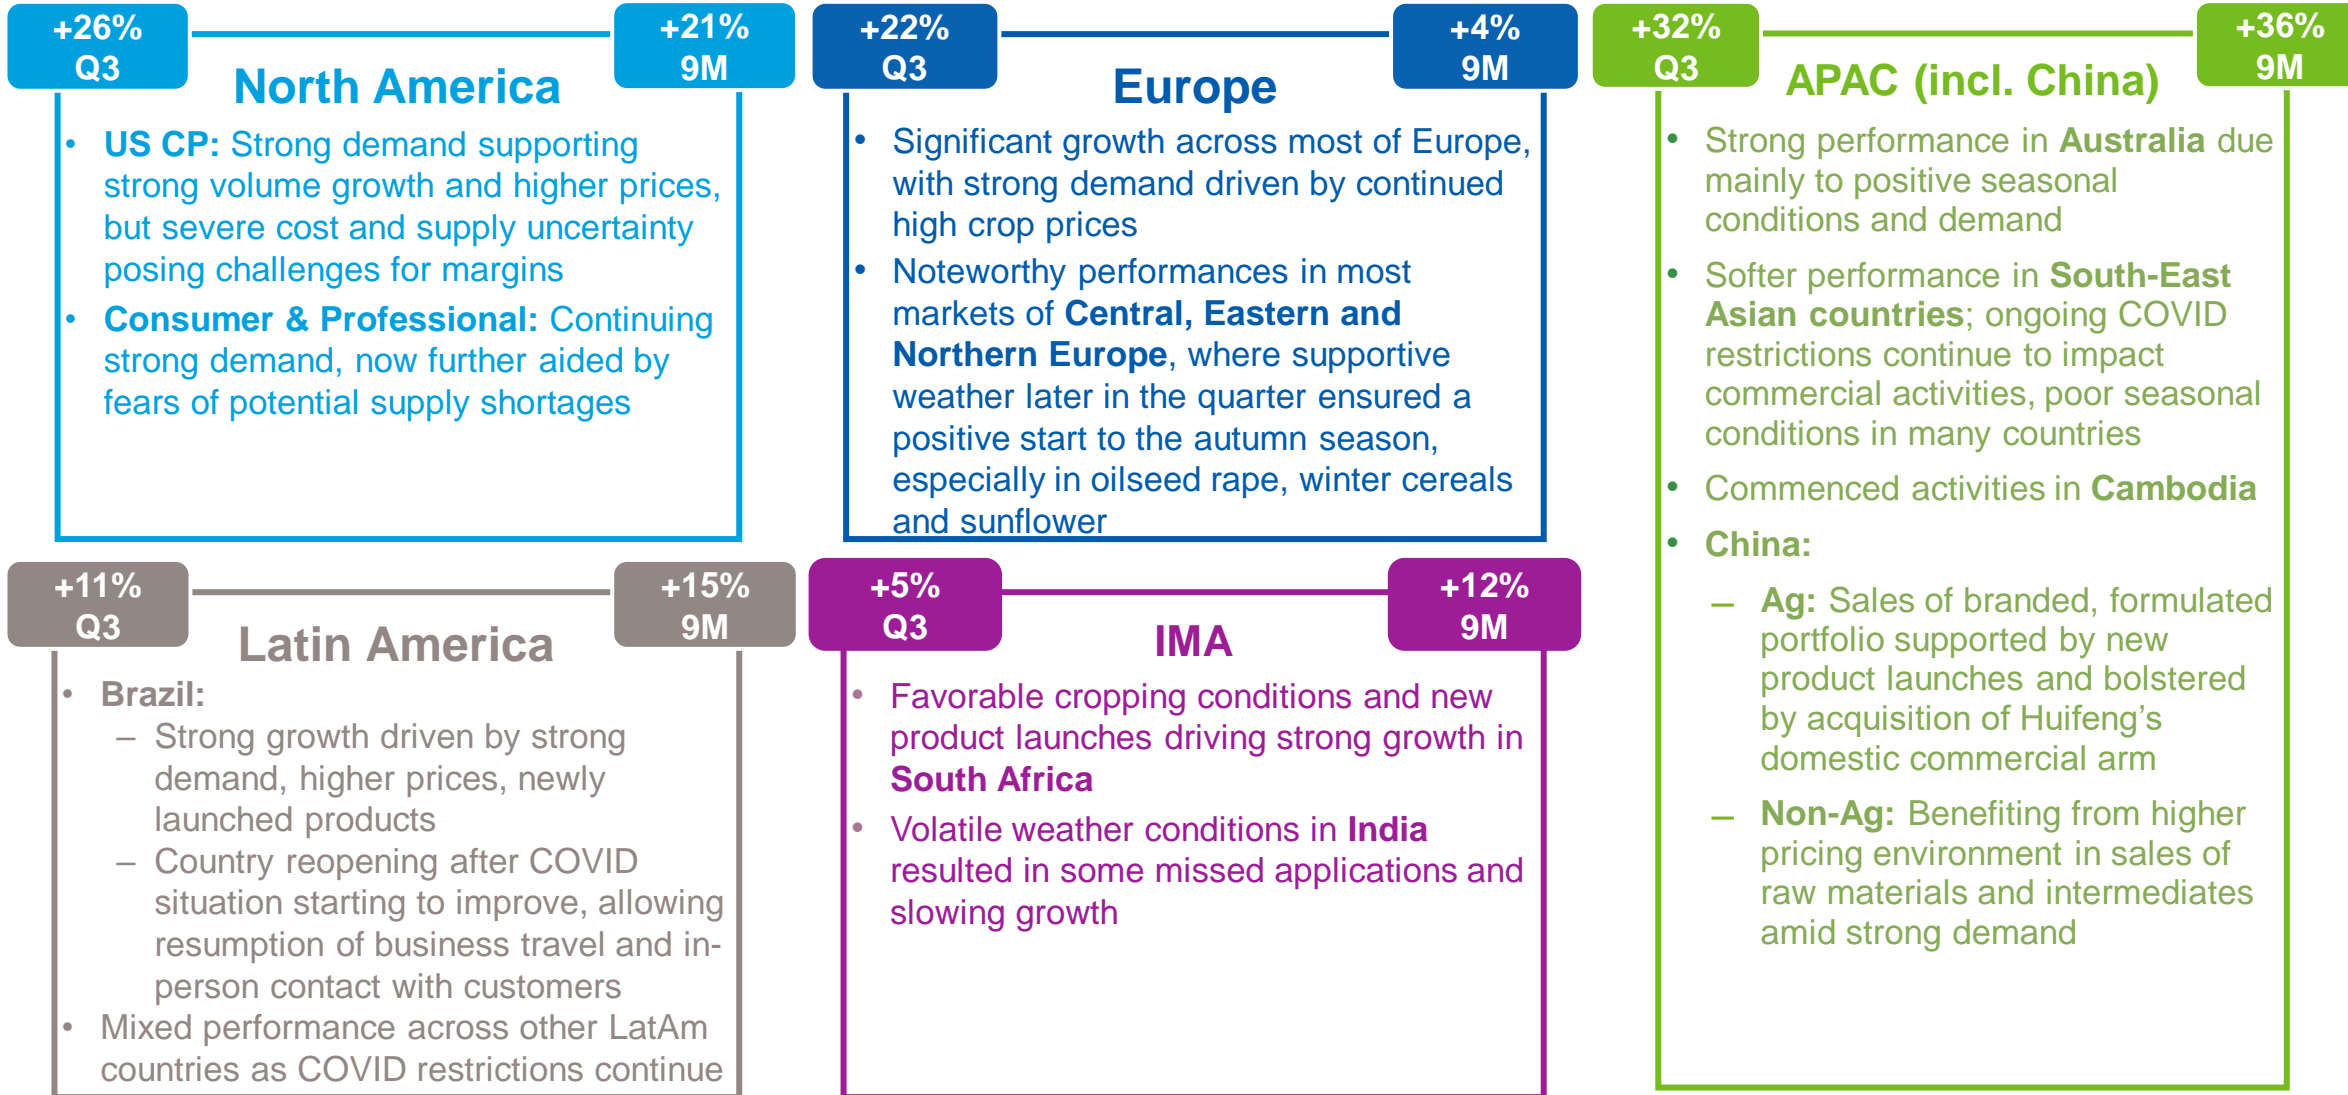 +26%
Q3
+21%
9M
North America
• US CP: Strong demand supporting
strong volume growth and higher prices,
but severe cost and supply uncertainty
posing challenges for margins
• Consumer & Professional: Continuing
strong demand, now further aided by
fears of potential supply shortages
+22%
Q3
+4%
9M
Europe
• Significant growth across most of Europe,
with strong demand driven by continued
high crop prices
• Noteworthy performances in most
markets of Central, Eastern and
Northern Europe, where supportive
weather later in the quarter ensured a
positive start to the autumn season,
especially in oilseed rape, winter cereals
and sunflower
+32%
Q3
+36%
9M
APAC (incl. China)
• Strong performance in Australia due
mainly to positive seasonal
conditions and demand
• Softer performance in South-East
Asian countries; ongoing COVID
restrictions continue to impact
commercial activities, poor seasonal
conditions in many countries
• Commenced activities in Cambodia
• China:
– Ag: Sales of branded, formulated
portfolio supported by new
product launches and bolstered
by acquisition of Huifeng’s
domestic commercial arm
– Non-Ag: Benefiting from higher
pricing environment in sales of
raw materials and intermediates
amid strong demand
+11%
Q3
+15%
9M
Latin America
• Brazil:
– Strong growth driven by strong
demand, higher prices, newly
launched products
– Country reopening after COVID
situation starting to improve, allowing
resumption of business travel and in-
person contact with customers
• Mixed performance across other LatAm
countries as COVID restrictions continue
+5%
Q3
+12%
9M
IMA
• Favorable cropping conditions and new
product launches driving strong growth in
South Africa
• Volatile weather conditions in India
resulted in some missed applications and
slowing growth